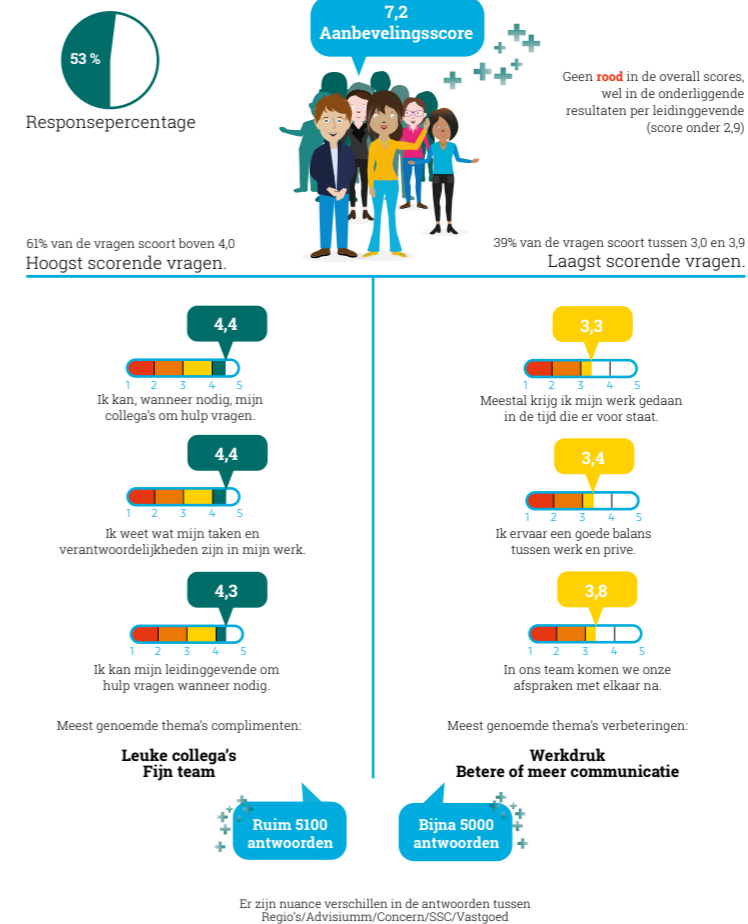 53 %
Responsepercentage
7,2
Aanbevelingsscore
Geen rood in de overall scores,
wel in de onderliggende
resultaten per leidinggevende
(score onder 2,9)
61% van de vragen scoort boven 4,0
Hoogst scorende vragen.
39% van de vragen scoort tussen 3,0 en 3,9
Laagst scorende vragen.
4,4
1 2 3 4 5
Ik kan, wanneer nodig, mijn
collega's om hulp vragen.
4,4
1 2 3 4 5
Ik weet wat mijn taken en
verantwoordelijkheden zijn in mijn werk.
4,3
1 2 3 4 5
Ik kan mijn leidinggevende om
hulp vragen wanneer nodig.
Meest genoemde thema's complimenten:
Leuke collega's
Fijn team
Ruim 5100
antwoorden
3,3
1 2 3 4 5
Meestal krijg ik mijn werk gedaan
in de tijd die er voor staat.
3,4
1 2 3 4 5
Ik ervaar een goede balans
tussen werk en prive.
3,8
1 2 3 4 5
In ons team komen we onze
afspraken met elkaar na.
Meest genoemde thema's verbeteringen:
Werkdruk
Betere of meer communicatie
Bijna 5000
antwoorden
Er zijn nuance verschillen in de antwoorden tussen
Regio's/Advisiumm/Concern/SSC/Vastgoed